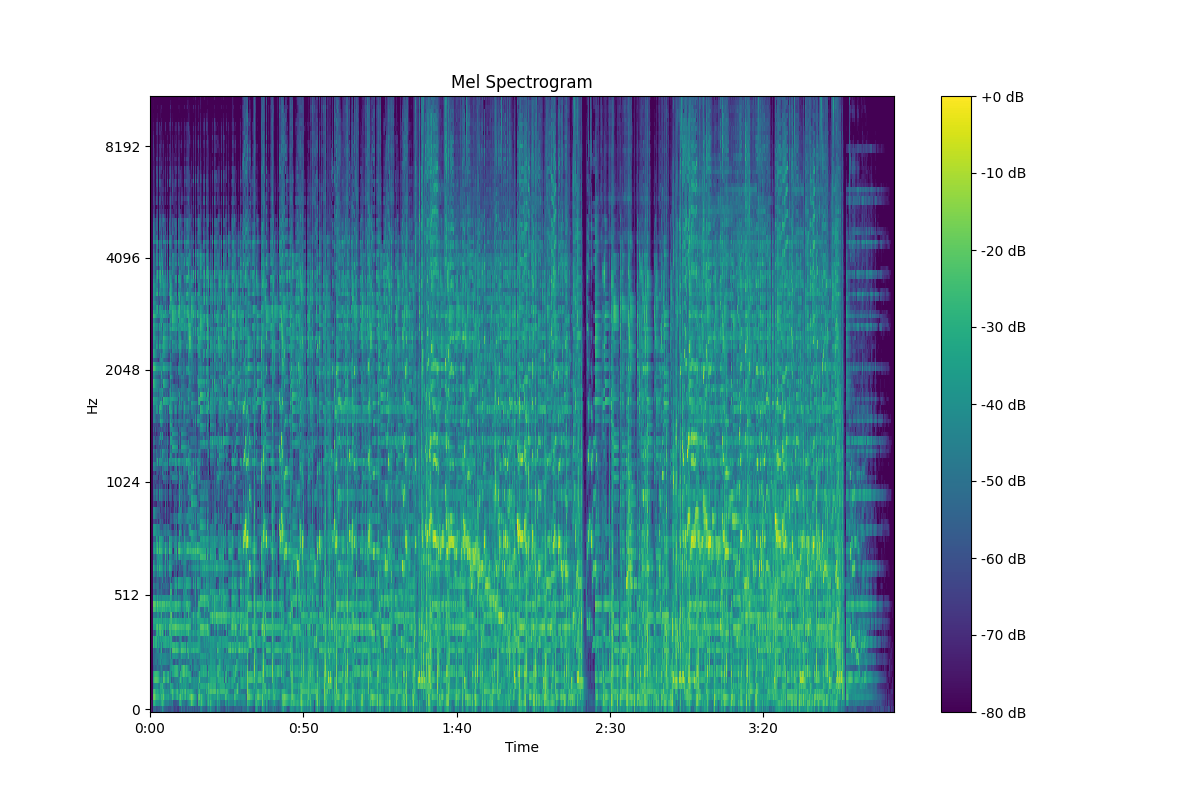 Mel Spectrogram
8192
4096
2048
1024
512
0
Hz
0:00
0:50
1:40
2:30
3:20
Time
+0 dB
-10 dB
-20 dB
-30 dB
-40 dB
-50 dB
-60 dB
-70 dB
-80 dB